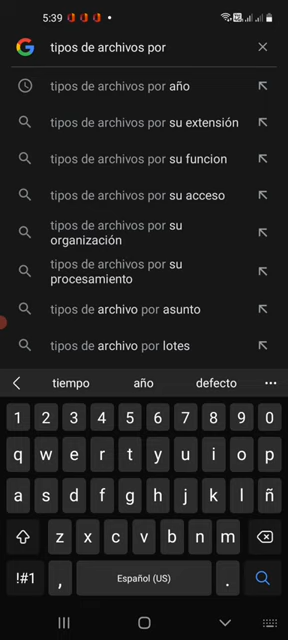 5:39
tipos de archivos por
tipos de archivos por año
tipos de archivos por su extensión
tipos de archivos por su funcion
tipos de archivos por su acceso
tipos de archivos por su
organización
tipos de archivos por su
procesamiento
tipos de archivo por asunto
tipos de archivo por lotes
tiempo año defecto
1 2 3 4 5 6 7 8 9 0
q w e r t y u i o p
a s d f g h j k l ñ
z x c v b n m
!#1 , Español (US) .